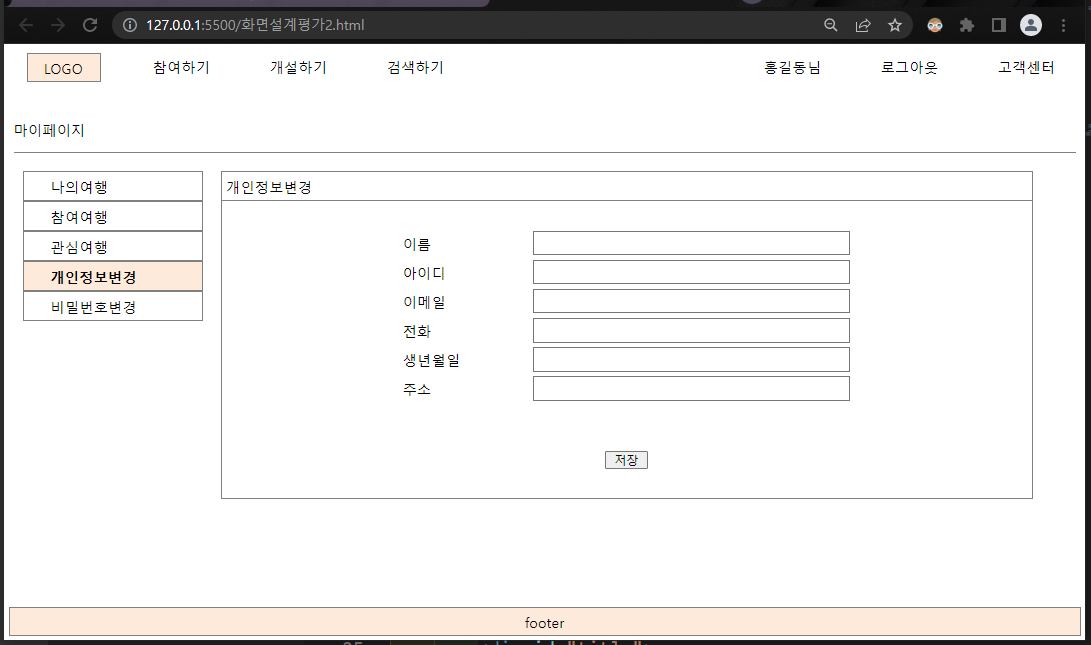 127.0.0.1:5500/화면설계평가2.html
LOGO 참여하기 개설하기 검색하기 홍길동님 로그아웃 고객센터
마이페이지
나의여행
참여여행
관심여행
개인정보변경
비밀번호변경
개인정보변경
이름
아이디
이메일
전화
생년월일
주소
저장
footer